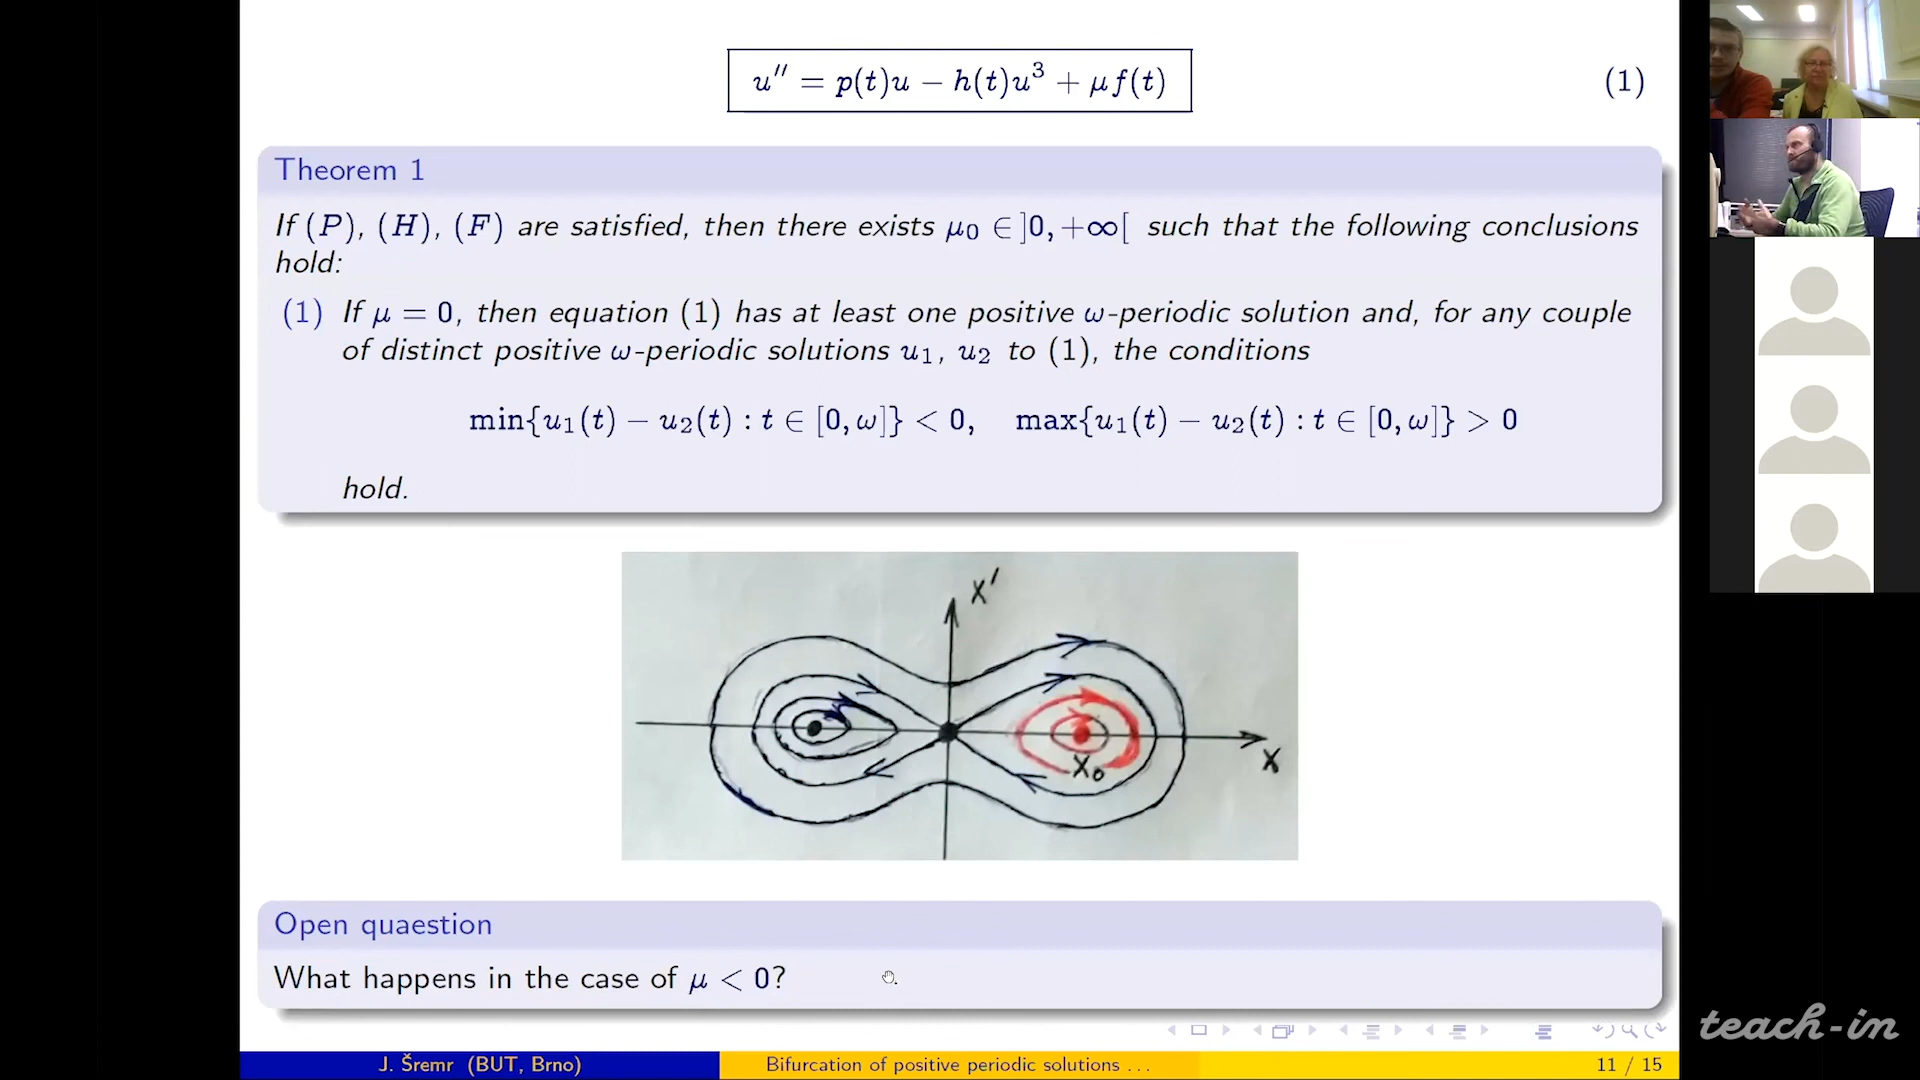 u″ = p(t)u − h(t)u³ + μf(t)
(1)
Theorem 1
If (P), (H), (F) are satisfied, then there exists μ₀ ∈ ]0, +∞[ such that the following conclusions
hold:
(1) If μ = 0, then equation (1) has at least one positive ω-periodic solution and, for any couple
of distinct positive ω-periodic solutions u₁, u₂ to (1), the conditions
min{u₁(t) − u₂(t) : t ∈ [0, ω]} < 0, max{u₁(t) − u₂(t) : t ∈ [0, ω]} > 0
hold.
x′
x₀
x
Open quaestion
What happens in the case of μ < 0?
teach-in
J. Šremr (BUT, Brno)
Bifurcation of positive periodic solutions ...
11 / 15